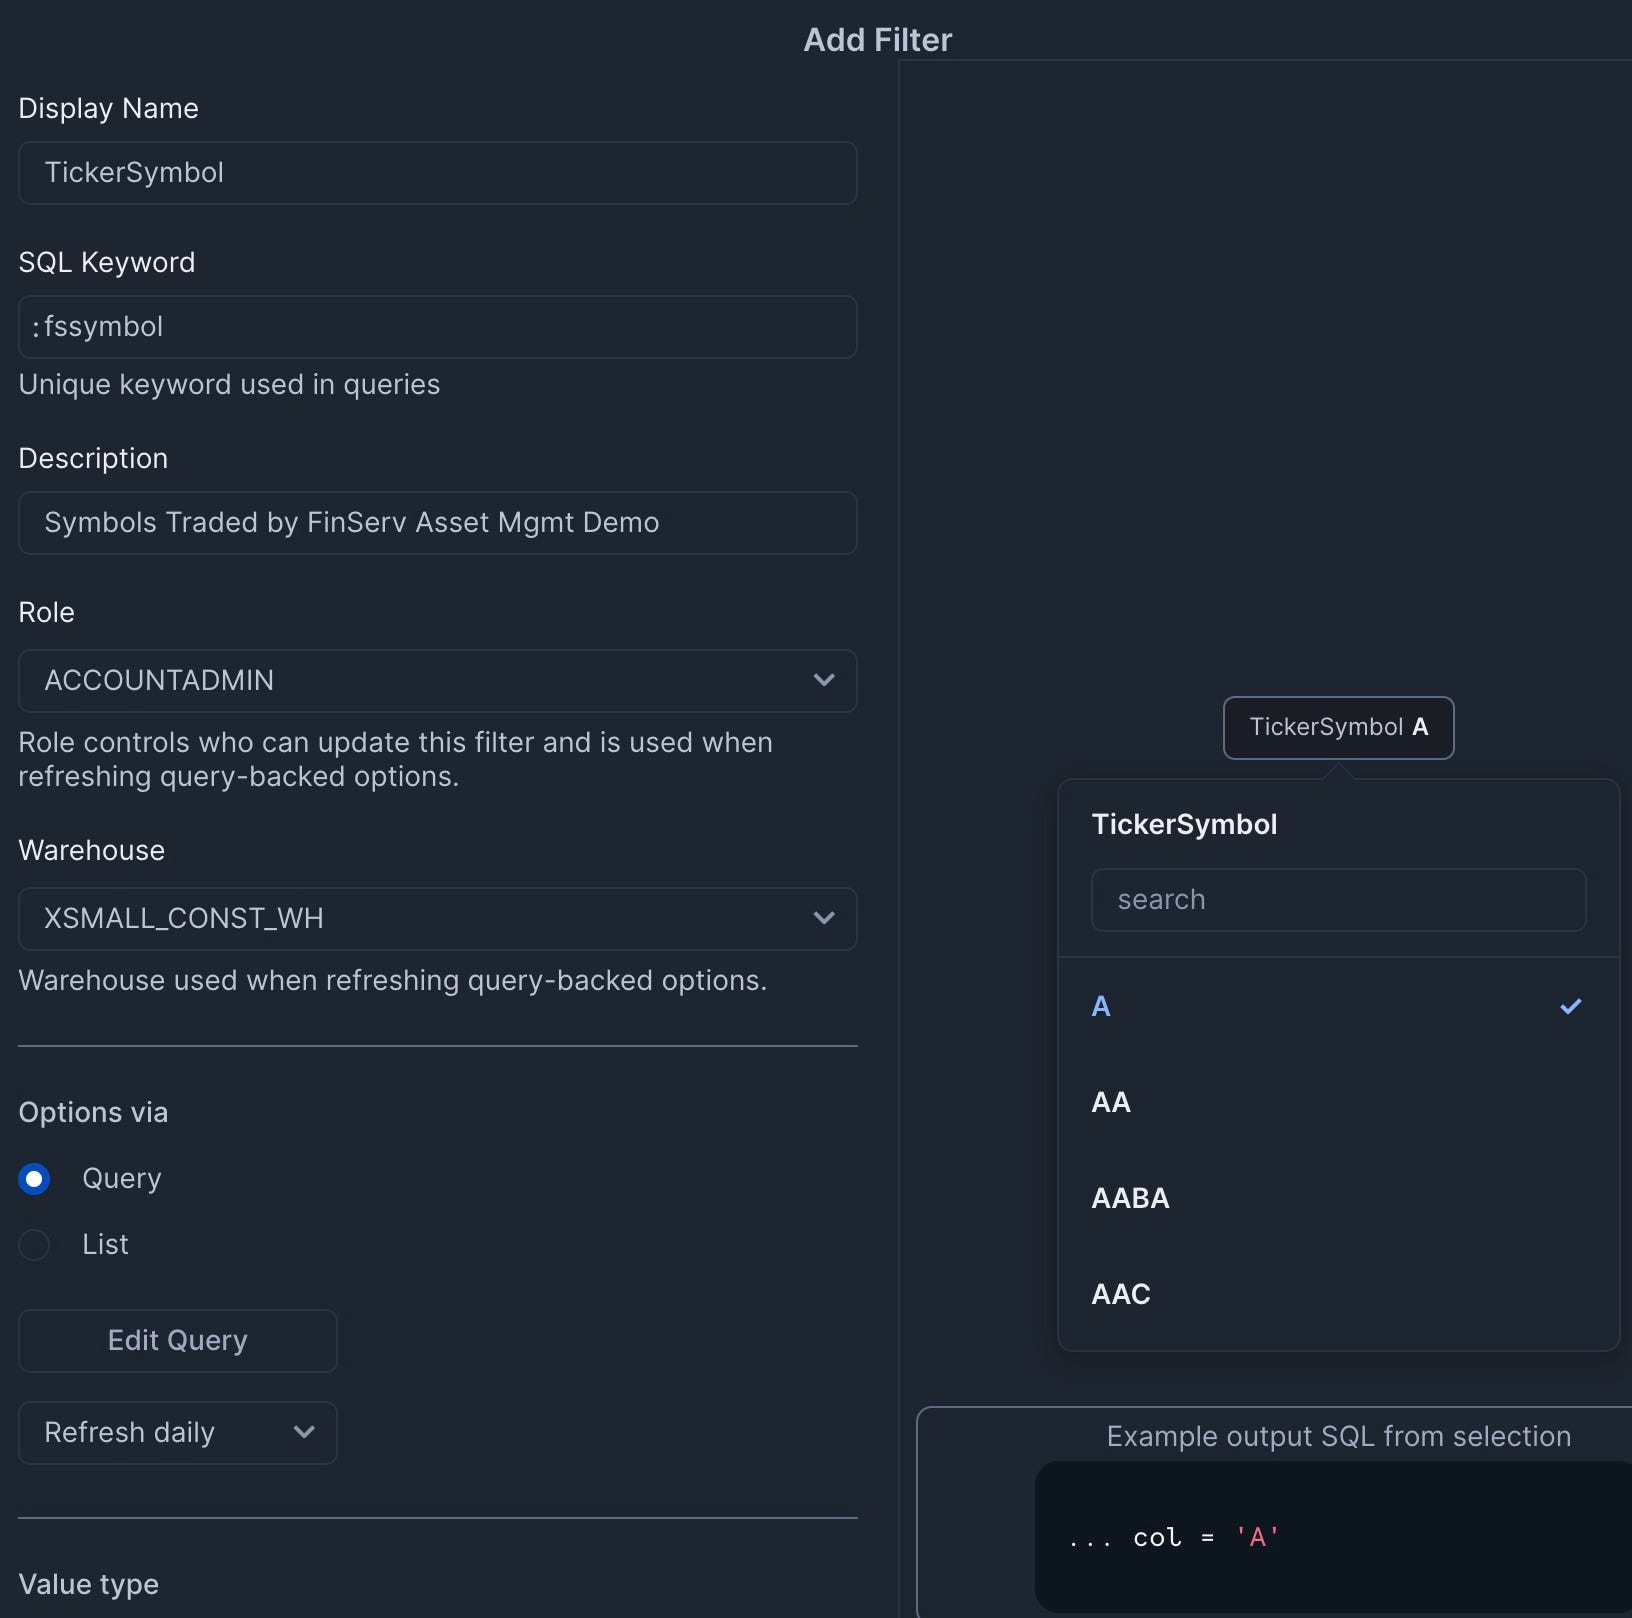 Add Filter
Display Name
TickerSymbol
SQL Keyword
:fssymbol
Unique keyword used in queries
Description
Symbols Traded by FinServ Asset Mgmt Demo
Role
ACCOUNTADMIN
Role controls who can update this filter and is used when
refreshing query-backed options.
Warehouse
XSMALL_CONST_WH
Warehouse used when refreshing query-backed options.
Options via
Query
List
Edit Query
Refresh daily
Value type
TickerSymbol A
TickerSymbol
search
A
AA
AABA
AAC
Example output SQL from selection
... col = 'A'